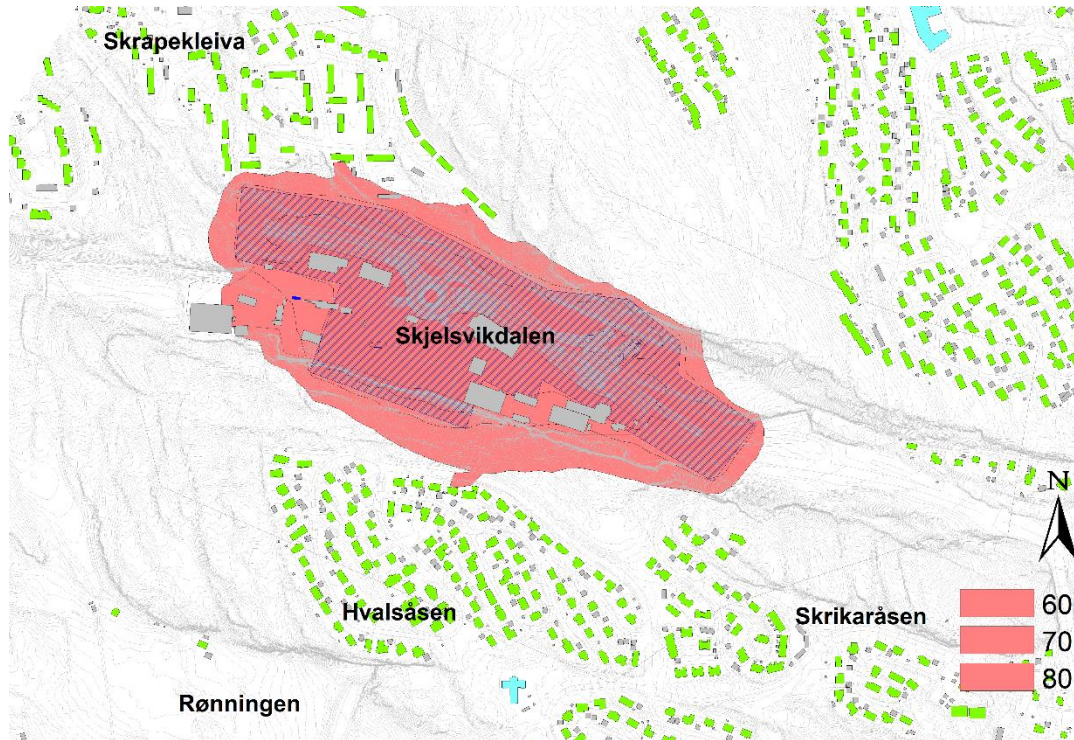 Skrapekleiva
Skjelsvikdalen
N
60
70
80
Hvalsåsen
Skrikaråsen
Rønningen